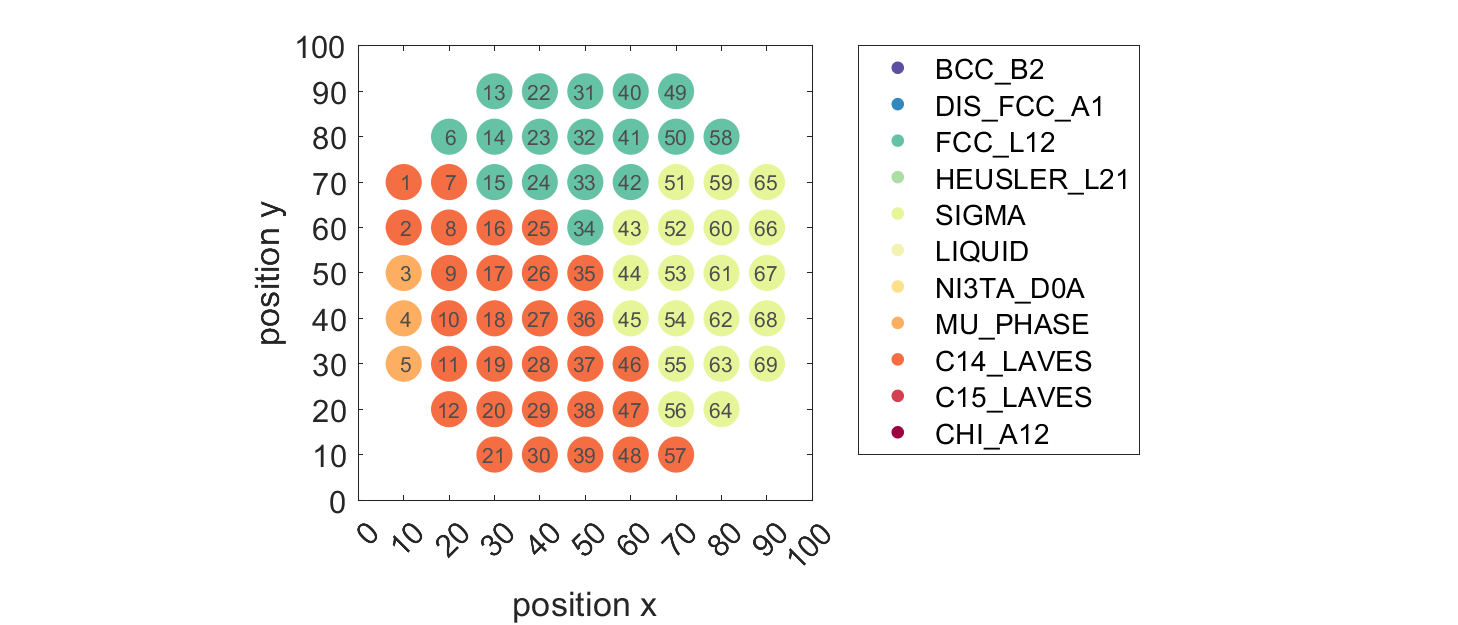 100
90
80
70
60
50
40
30
20
10
0
position y
13 22 31 40 49
6 14 23 32 41 50 58
1 7 15 24 33 42 51 59 65
2 8 16 25 34 43 52 60 66
3 9 17 26 35 44 53 61 67
4 10 18 27 36 45 54 62 68
5 11 19 28 37 46 55 63 69
12 20 29 38 47 56 64
21 30 39 48 57
0 10 20 30 40 50 60 70 80 90 100
position x
BCC_B2
DIS_FCC_A1
FCC_L12
HEUSLER_L21
SIGMA
LIQUID
NI3TA_D0A
MU_PHASE
C14_LAVES
C15_LAVES
CHI_A12